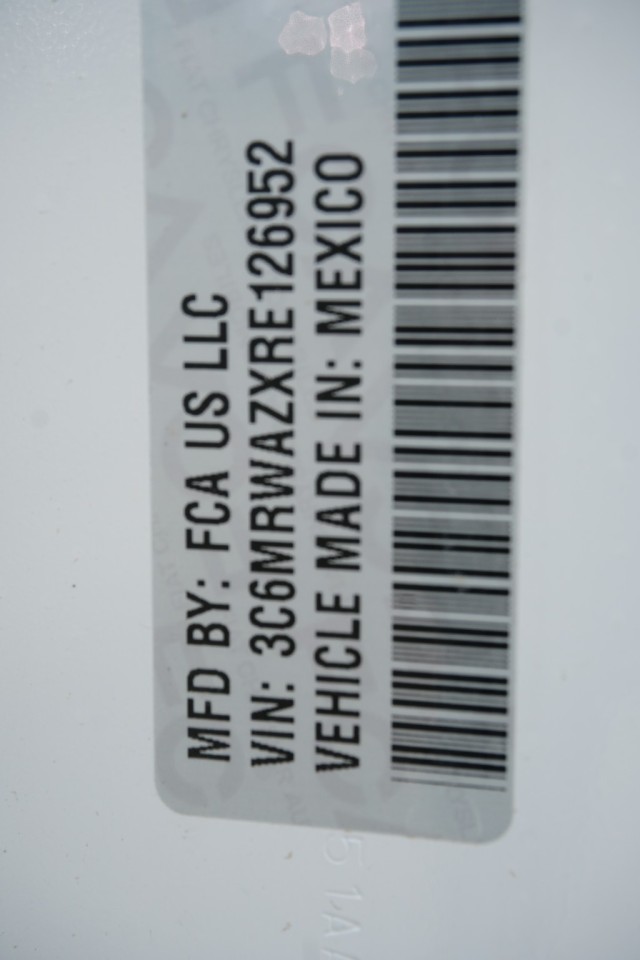 MFD BY: FCA US LLC
VIN: 3C6MRWAZXRE126952
VEHICLE MADE IN: MEXICO